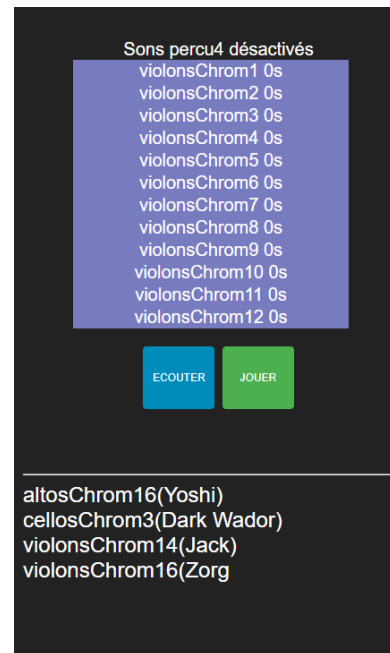 Sons percu4 désactivés
violonsChrom1 0s
violonsChrom2 0s
violonsChrom3 0s
violonsChrom4 0s
violonsChrom5 0s
violonsChrom6 0s
violonsChrom7 0s
violonsChrom8 0s
violonsChrom9 0s
violonsChrom10 0s
violonsChrom11 0s
violonsChrom12 0s
ECOUTER JOUER
altosChrom16(Yoshi)
cellosChrom3(Dark Wador)
violonsChrom14(Jack)
violonsChrom16(Zorg